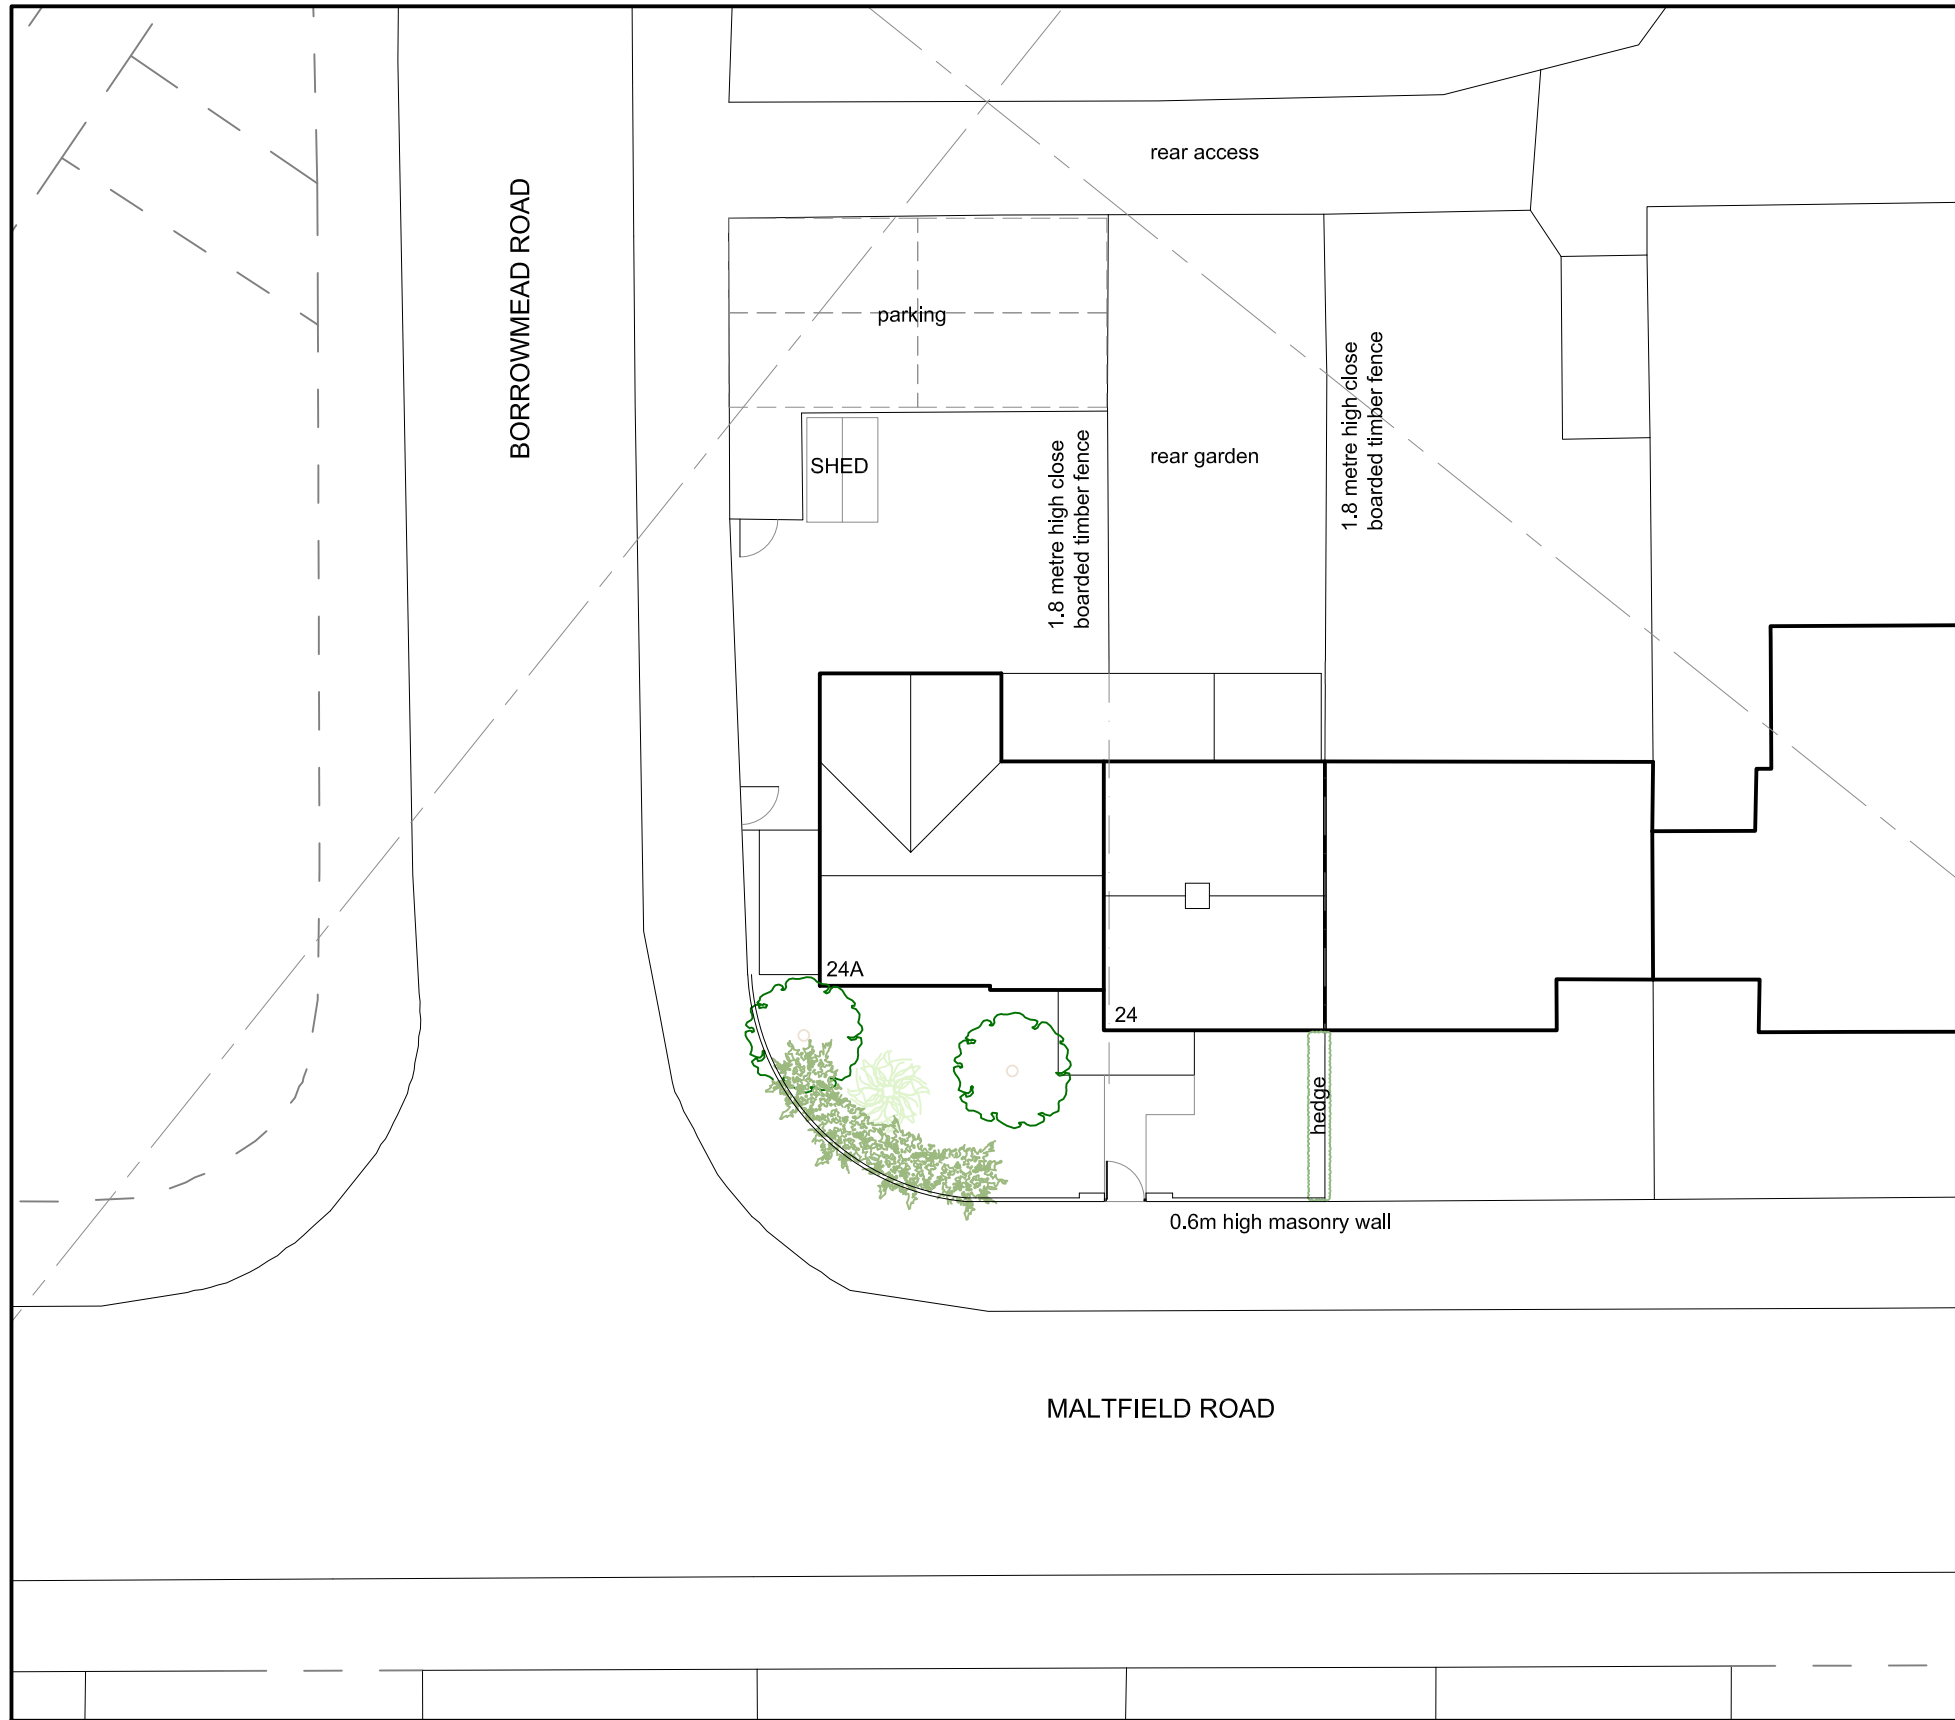 rear access
BORROWMEAD ROAD
parking
1.8 metre high close
boarded timber fence
SHED
rear garden
1.8 metre high close
boarded timber fence
24A
24
hedge
0.6m high masonry wall
MALTFIELD ROAD